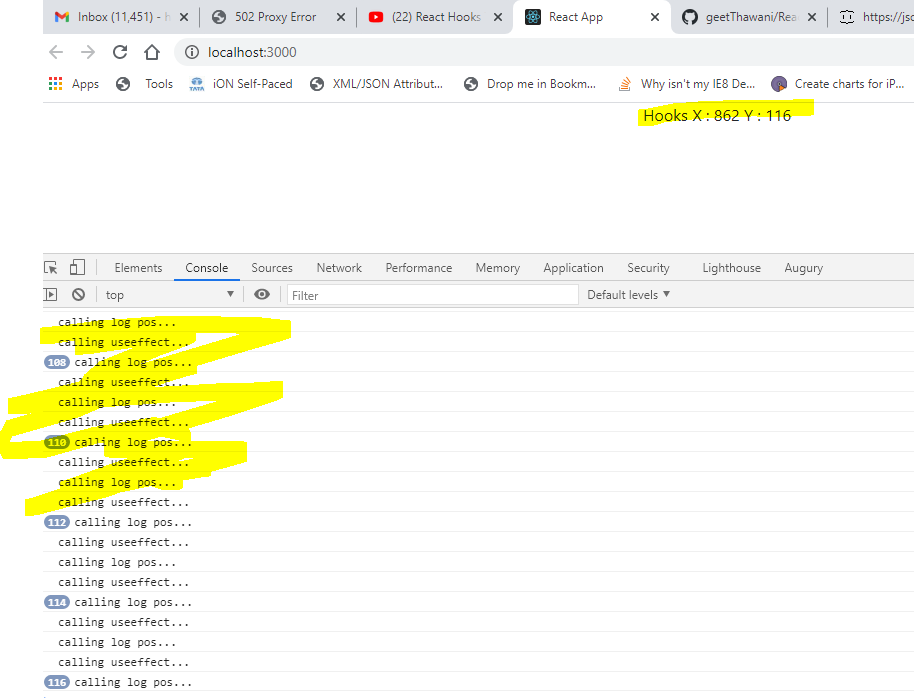 Inbox (11,451) - h
502 Proxy Error
(22) React Hooks
React App
geetThawani/Rea
https://jsc
localhost:3000
Apps
Tools
TATA
iON Self-Paced
XML/JSON Attribut...
Drop me in Bookm...
Why isn't my IE8 De...
Create charts for iP...
Hooks X : 862 Y : 116
Elements
Console
Sources
Network
Performance
Memory
Application
Security
Lighthouse
Augury
top
Filter
Default levels
calling log pos...
calling useeffect...
108 calling log pos...
calling useeffect...
calling log pos...
calling useeffect...
110 calling log pos...
calling useeffect...
calling log pos...
calling useeffect...
112 calling log pos...
calling useeffect...
calling log pos...
calling useeffect...
114 calling log pos...
calling useeffect...
calling log pos...
calling useeffect...
116 calling log pos...